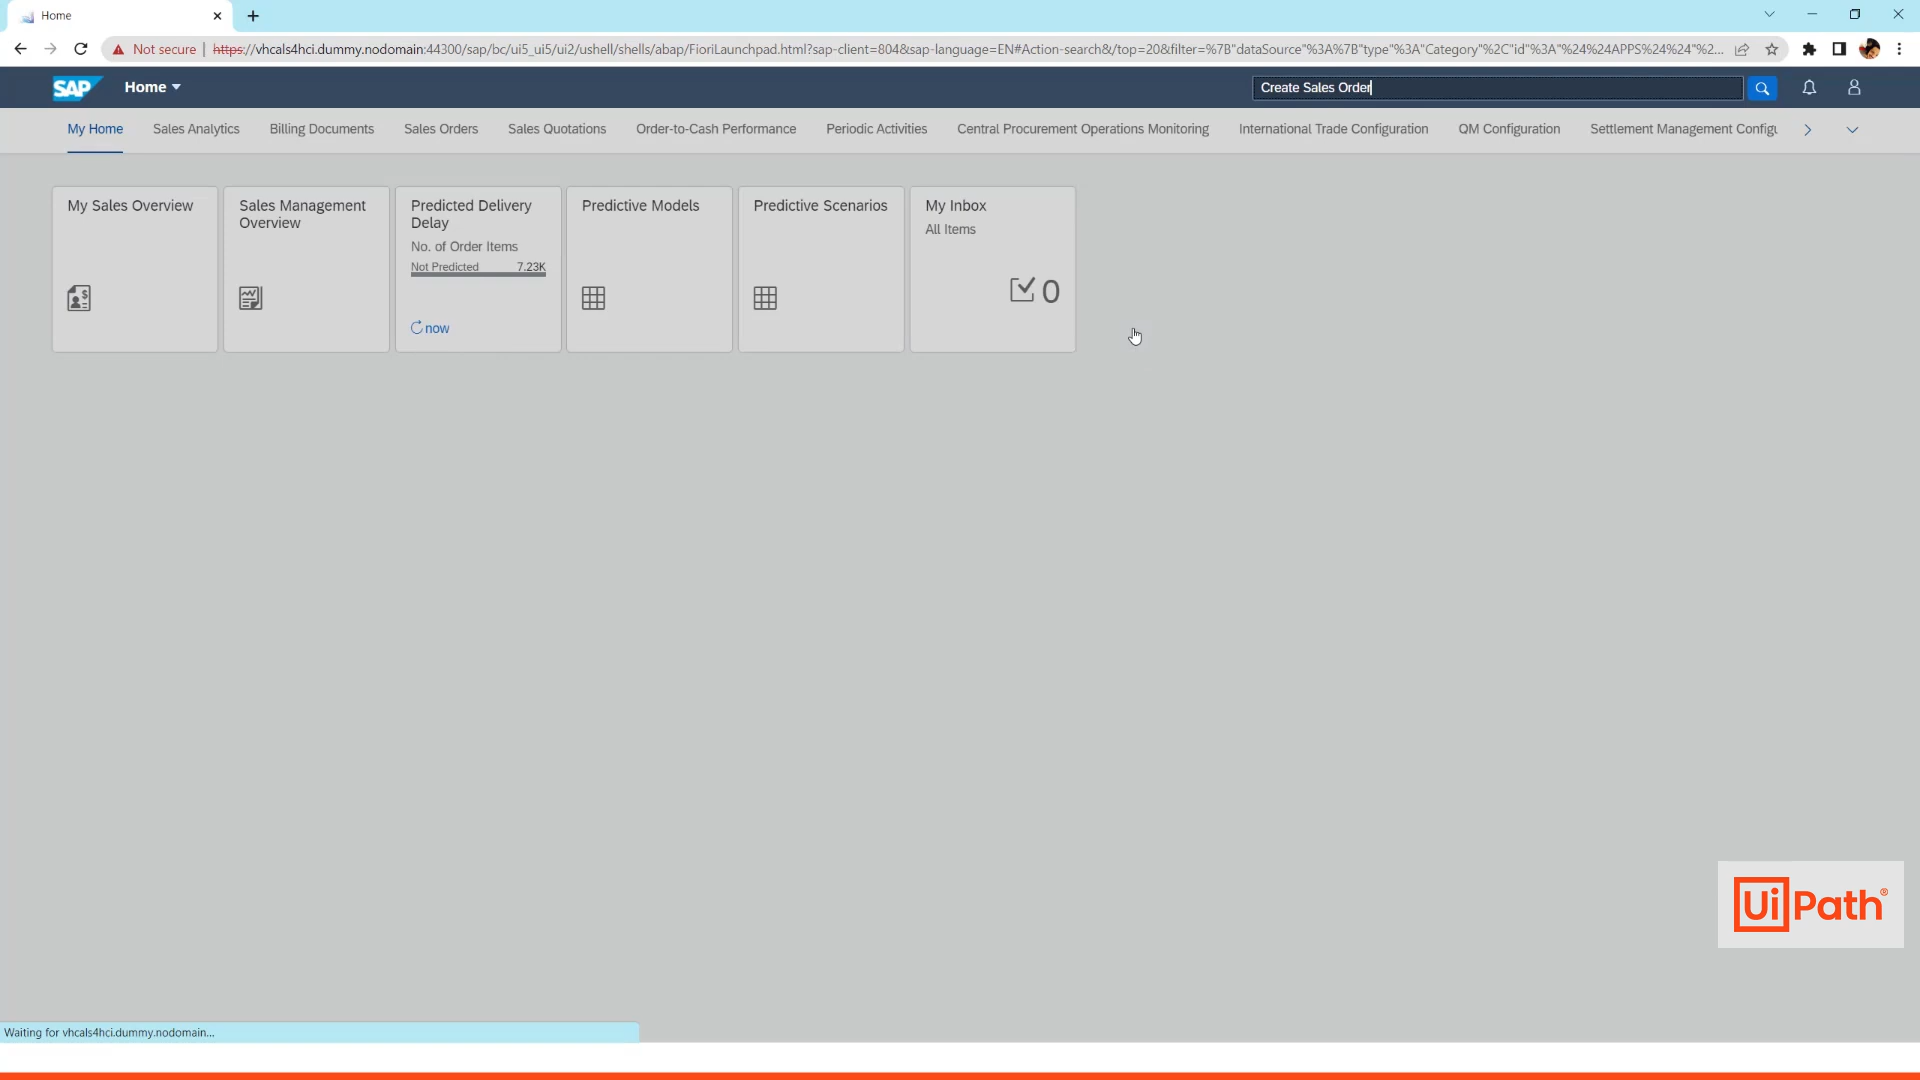 Home
Not secure
https://vhcals4hci.dummy.nodomain:44300/sap/bc/ui5_ui5/ui2/ushell/shells/abap/FioriLaunchpad.html?sap-client=804&sap-language=EN#Action-search&/top=20&filter=%7B"dataSource"%3A%7B"type"%3A"Category"%2C"id"%3A"%24%24APPS%24%24"%2...
SAP
Home
Create Sales Order
My Home
Sales Analytics
Billing Documents
Sales Orders
Sales Quotations
Order-to-Cash Performance
Periodic Activities
Central Procurement Operations Monitoring
International Trade Configuration
QM Configuration
Settlement Management Configu
My Sales Overview
Sales Management
Overview
Predicted Delivery
Delay
No. of Order Items
Not Predicted 7.23K
now
Predictive Models
Predictive Scenarios
My Inbox
All Items
0
UiPath®
Waiting for vhcals4hci.dummy.nodomain...